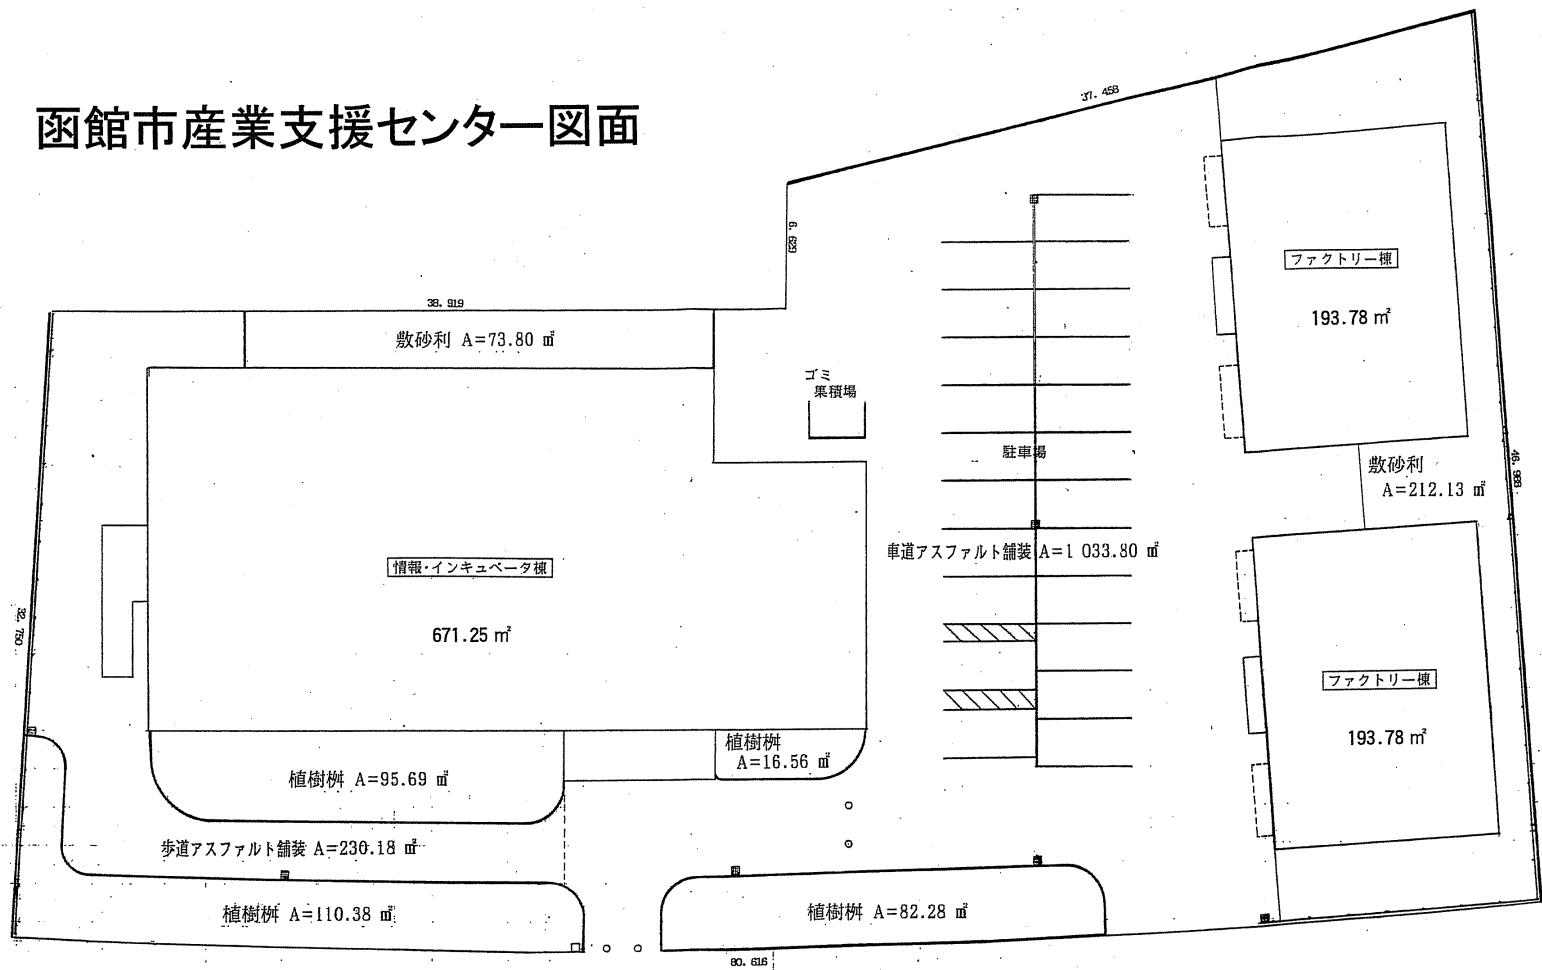 函館市産業支援センター図面
37.458
6.623
38.919
敷砂利 A=73.80 ㎡
ファクトリー棟
193.78 ㎡
ゴミ
集積場
駐車場
敷砂利
A=212.13 ㎡
46.988
車道アスファルト舗装 A=1 033.80 ㎡
情報・インキュベータ棟
671.25 ㎡
32.750
ファクトリー棟
193.78 ㎡
植樹桝
A=16.56 ㎡
植樹桝 A=95.69 ㎡
歩道アスファルト舗装 A=230.18 ㎡
植樹桝 A=110.38 ㎡
植樹桝 A=82.28 ㎡
80.616